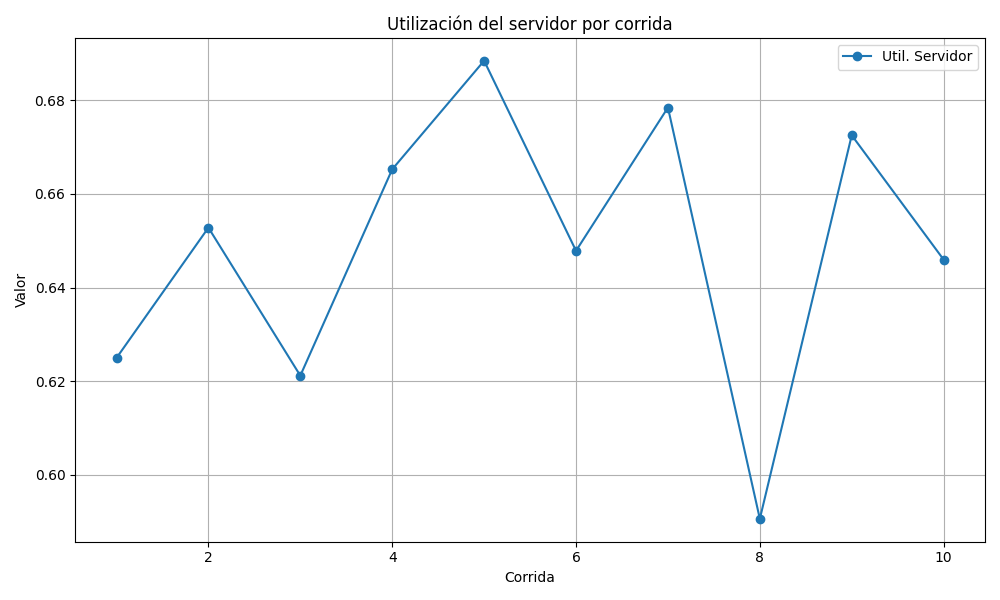 Utilización del servidor por corrida
Util. Servidor
Valor
0.68
0.66
0.64
0.62
0.60
2
4
6
8
10
Corrida